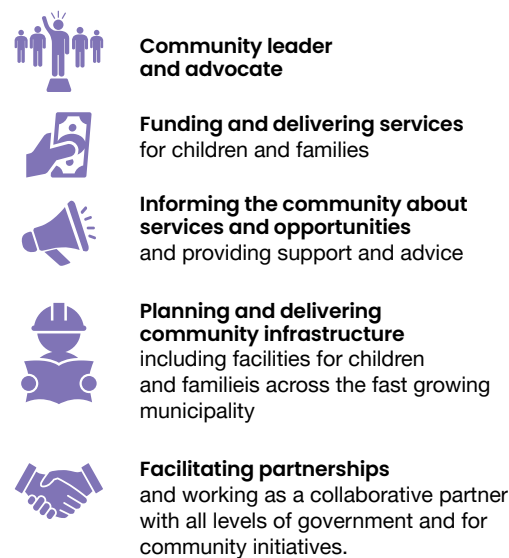 Community leader
and advocate
Funding and delivering services
for children and families
Informing the community about
services and opportunities
and providing support and advice
Planning and delivering
community infrastructure
including facilities for children
and familieis across the fast growing
municipality
Facilitating partnerships
and working as a collaborative partner
with all levels of government and for
community initiatives.